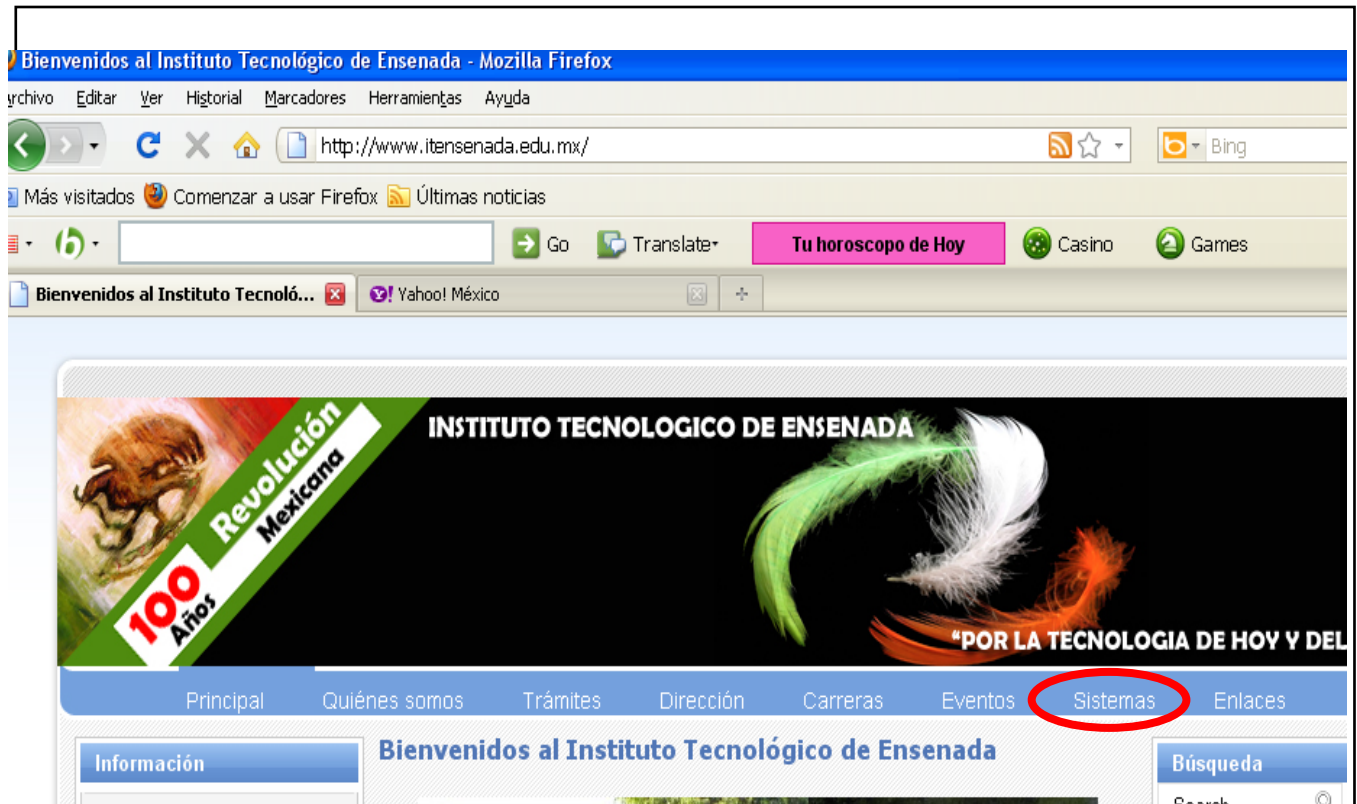 Bienvenidos al Instituto Tecnológico de Ensenada - Mozilla Firefox
Archivo Editar Ver Historial Marcadores Herramientas Ayuda
http://www.itensenada.edu.mx/
Bing
Más visitados Comenzar a usar Firefox Últimas noticias
Go Translate Tu horoscopo de Hoy Casino Games
Bienvenidos al Instituto Tecnoló... Yahoo! México
INSTITUTO TECNOLOGICO DE ENSENADA
Revolución
Mexicana
100
Años
"POR LA TECNOLOGIA DE HOY Y DEL
Principal Quiénes somos Trámites Dirección Carreras Eventos Sistemas Enlaces
Información
Bienvenidos al Instituto Tecnológico de Ensenada
Búsqueda
Search